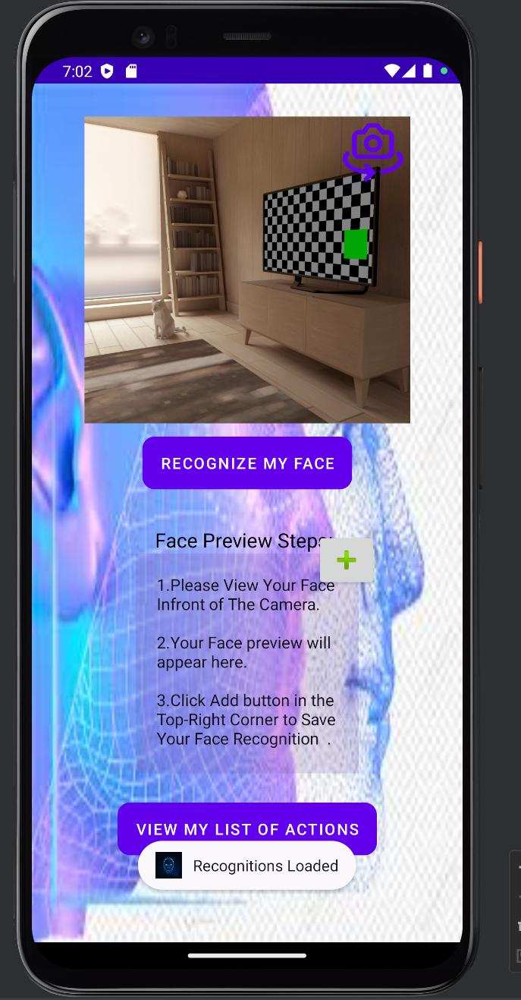 7:02
RECOGNIZE MY FACE
Face Preview Steps:
1.Please View Your Face
Infront of The Camera.
2.Your Face preview will
appear here.
3.Click Add button in the
Top-Right Corner to Save
Your Face Recognition  .
VIEW MY LIST OF ACTIONS
Recognitions Loaded